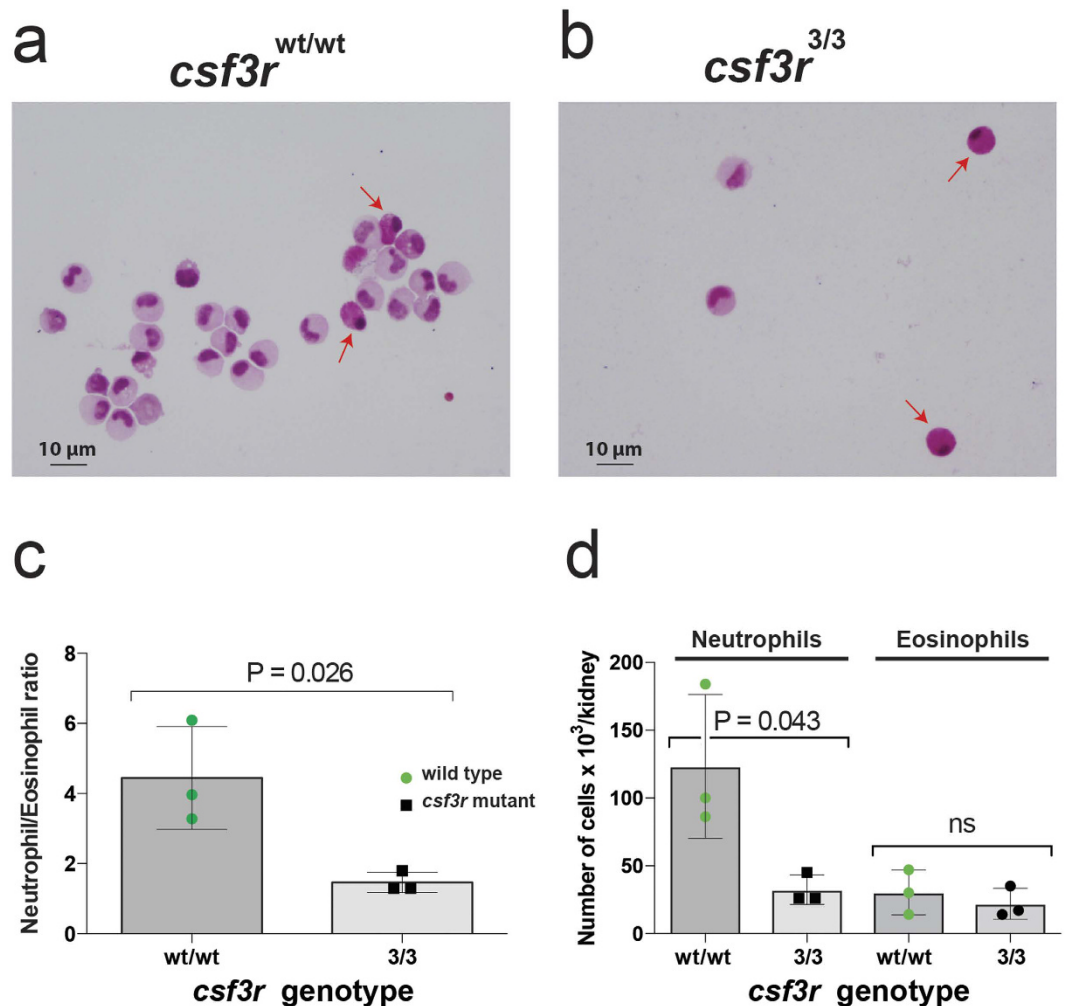 a
csf3r wt/wt
b
csf3r 3/3
10 µm
10 µm
c
Neutrophil/Eosinophil ratio
8
6
4
2
0
P = 0.026
wild type
csf3r mutant
wt/wt
3/3
csf3r genotype
d
Neutrophils
Eosinophils
Number of cells x 10³/kidney
200
150
100
50
0
P = 0.043
ns
wt/wt
3/3
wt/wt
3/3
csf3r genotype